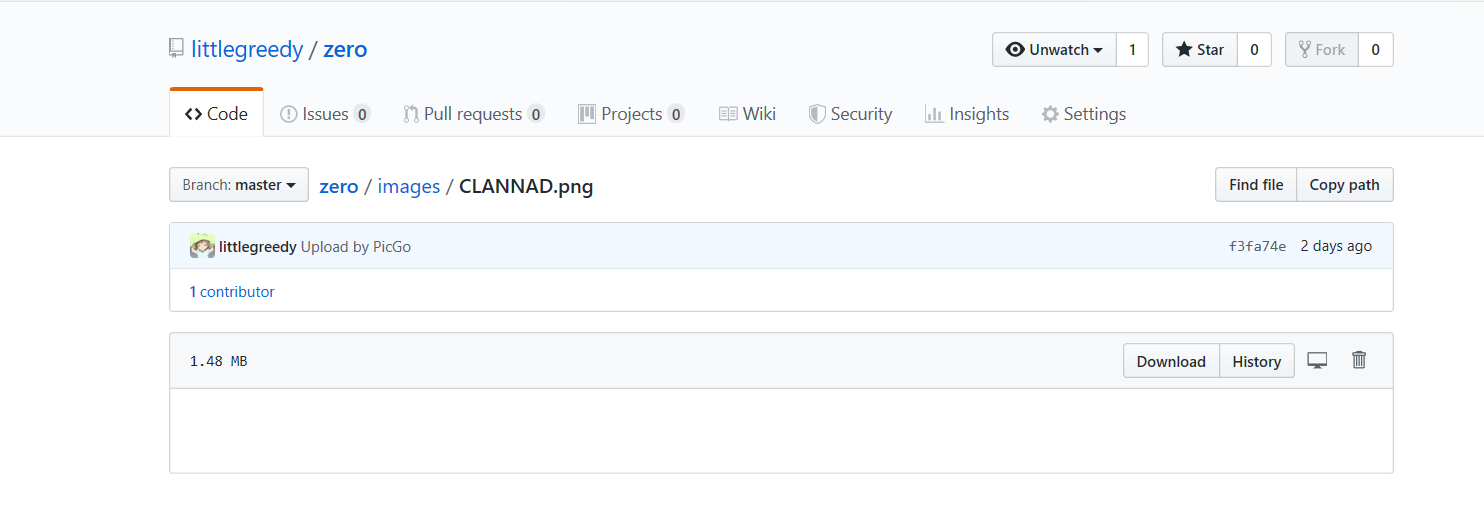 littlegreedy / zero
Unwatch 1 Star 0 Fork 0
Code Issues 0 Pull requests 0 Projects 0 Wiki Security Insights Settings
Branch: master zero / images / CLANNAD.png Find file Copy path
littlegreedy Upload by PicGo f3fa74e 2 days ago
1 contributor
1.48 MB Download History